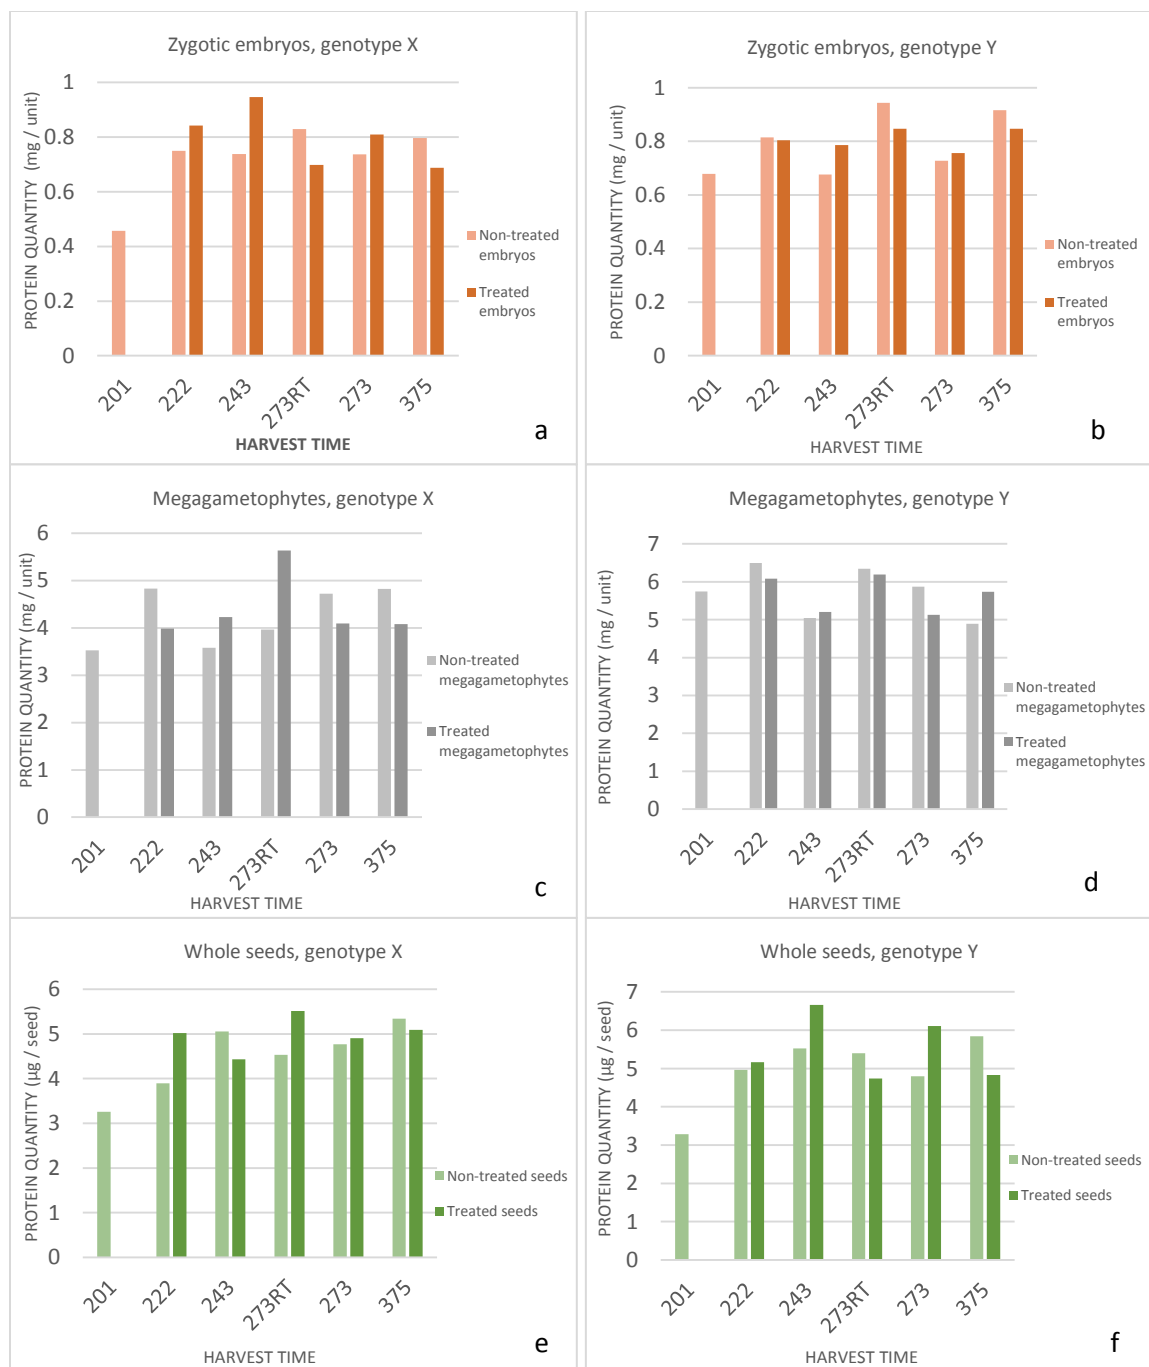 Zygotic embryos, genotype X
PROTEIN QUANTITY (mg / unit)
1
0.8
0.6
0.4
0.2
0
201
222
243
273RT
273
375
HARVEST TIME
Non-treated
embryos
Treated
embryos
a
Zygotic embryos, genotype Y
PROTEIN QUANTITY (mg / unit)
1
0.8
0.6
0.4
0.2
0
201
222
243
273RT
273
375
HARVEST TIME
Non-treated
embryos
Treated
embryos
b
Megagametophytes, genotype X
PROTEIN QUANTITY (mg / unit)
6
5
4
3
2
1
0
201
222
243
273RT
273
375
HARVEST TIME
Non-treated
megagametophytes
Treated
megagametophytes
c
Megagametophytes, genotype Y
PROTEIN QUANTITY (mg / unit)
7
6
5
4
3
2
1
0
201
222
243
273RT
273
375
HARVEST TIME
Non-treated
megagametophytes
Treated
megagametophytes
d
Whole seeds, genotype X
PROTEIN QUANTITY (µg / seed)
6
5
4
3
2
1
0
201
222
243
273RT
273
375
HARVEST TIME
Non-treated seeds
Treated seeds
e
Whole seeds, genotype Y
PROTEIN QUANTITY (µg / seed)
7
6
5
4
3
2
1
0
201
222
243
273RT
273
375
HARVEST TIME
Non-treated seeds
Treated seeds
f